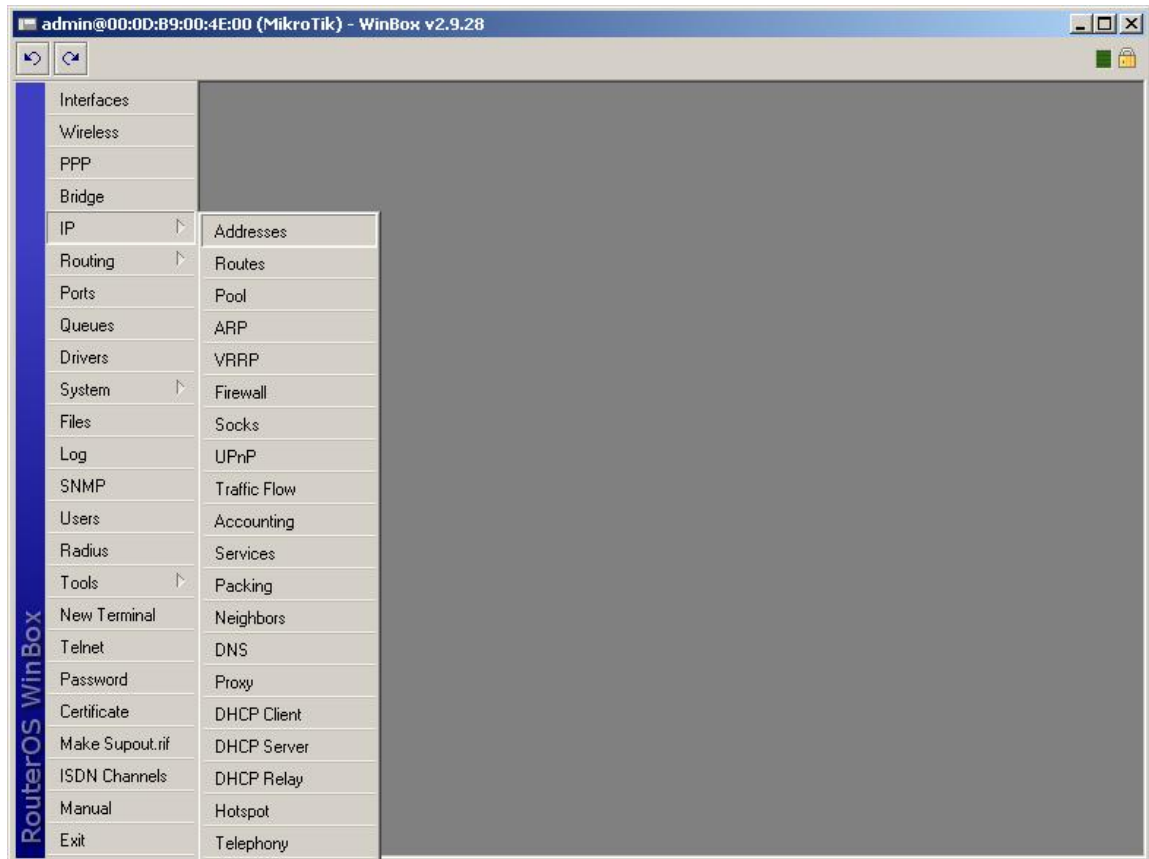 admin@00:0D:B9:00:4E:00 (MikroTik) - WinBox v2.9.28
Interfaces
Wireless
PPP
Bridge
IP
Routing
Ports
Queues
Drivers
System
Files
Log
SNMP
Users
Radius
Tools
New Terminal
Telnet
Password
Certificate
Make Supout.rif
ISDN Channels
Manual
Exit
Addresses
Routes
Pool
ARP
VRRP
Firewall
Socks
UPnP
Traffic Flow
Accounting
Services
Packing
Neighbors
DNS
Proxy
DHCP Client
DHCP Server
DHCP Relay
Hotspot
Telephony
RouterOS WinBox